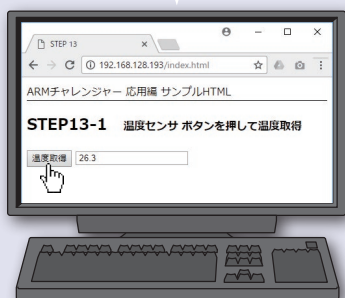 STEP 13
192.168.128.193/index.html
ARMチャレンジャー 応用編 サンプルHTML
STEP13-1 温度センサ ボタンを押して温度取得
温度取得 26.3